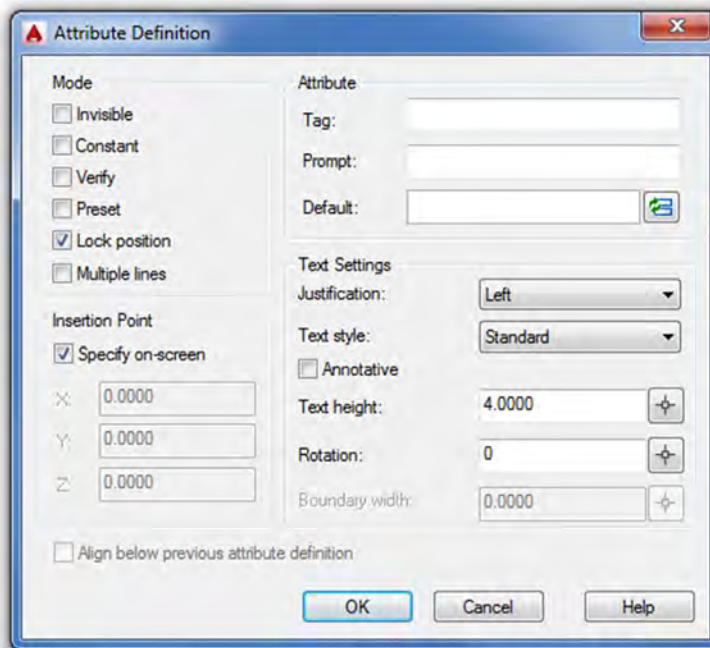 Attribute Definition
Mode
Invisible
Constant
Verify
Preset
Lock position
Multiple lines
Insertion Point
Specify on-screen
X: 0.0000
Y: 0.0000
Z: 0.0000
Attribute
Tag:
Prompt:
Default:
Text Settings
Justification: Left
Text style: Standard
Annotative
Text height: 4.0000
Rotation: 0
Boundary width: 0.0000
Align below previous attribute definition
OK Cancel Help